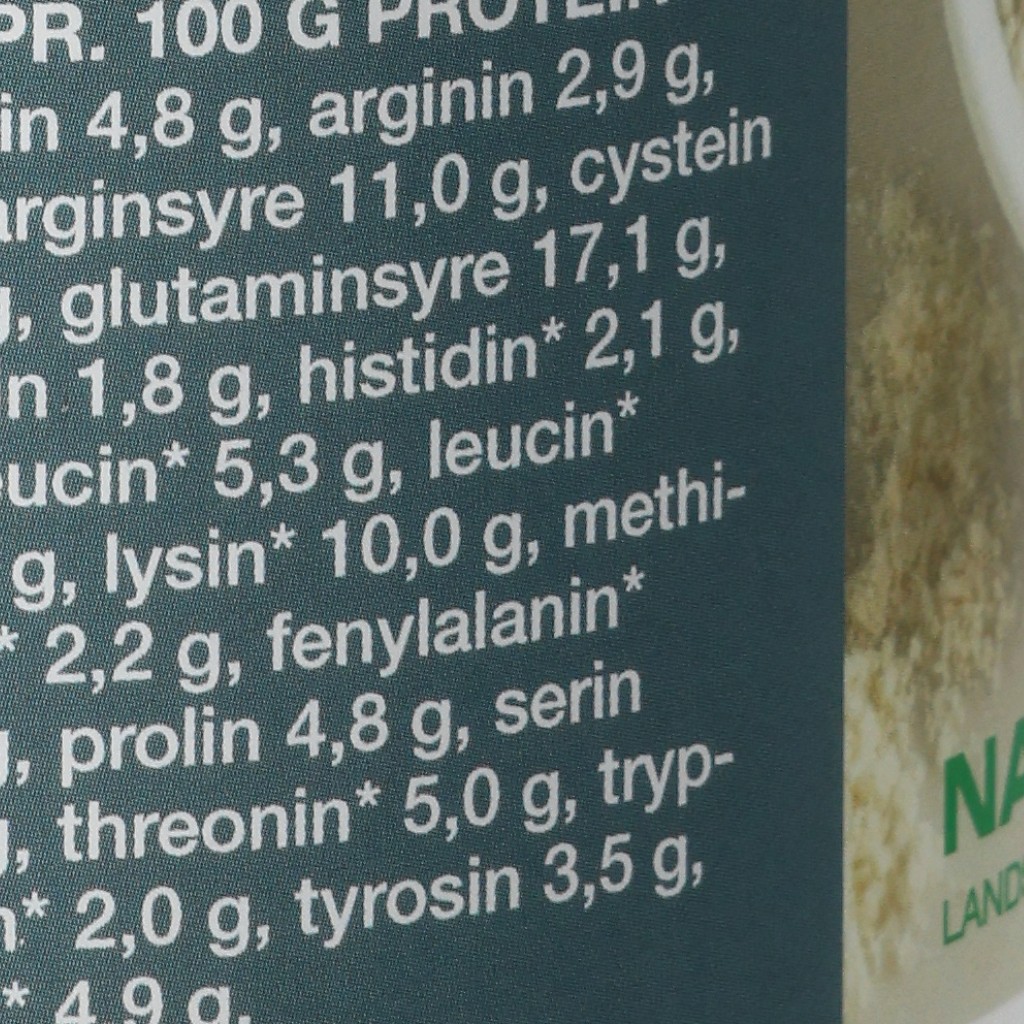 PR. 100 G PROTEIN
in 4,8 g, arginin 2,9 g,
arginsyre 11,0 g, cystein
g, glutaminsyre 17,1 g,
n 1,8 g, histidin* 2,1 g,
ucin* 5,3 g, leucin*
g, lysin* 10,0 g, methi-
* 2,2 g, fenylalanin*
g, prolin 4,8 g, serin
g, threonin* 5,0 g, tryp-
n* 2,0 g, tyrosin 3,5 g,
* 4,9 g.
NA
LAND